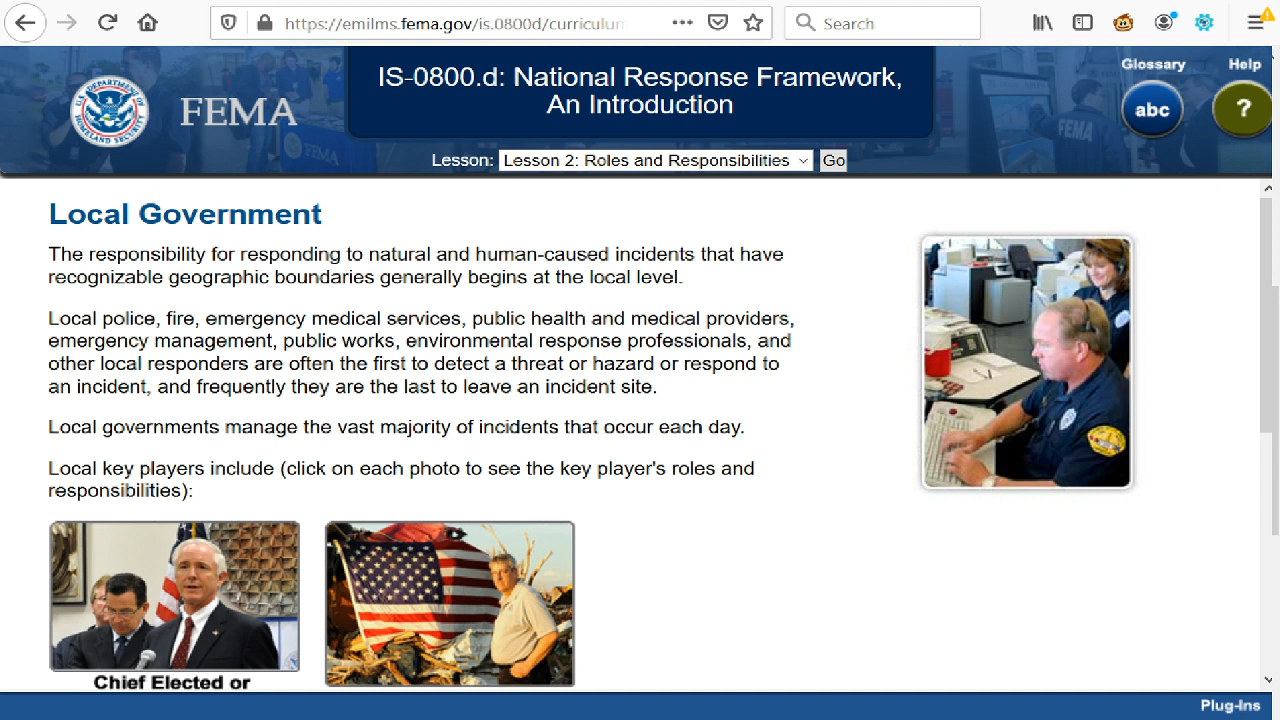 https://emilms.fema.gov/is.0800d/curriculum
Search
FEMA
IS-0800.d: National Response Framework,
An Introduction
Glossary
Help
abc
?
Lesson: Lesson 2: Roles and Responsibilities Go
Local Government
The responsibility for responding to natural and human-caused incidents that have
recognizable geographic boundaries generally begins at the local level.
Local police, fire, emergency medical services, public health and medical providers,
emergency management, public works, environmental response professionals, and
other local responders are often the first to detect a threat or hazard or respond to
an incident, and frequently they are the last to leave an incident site.
Local governments manage the vast majority of incidents that occur each day.
Local key players include (click on each photo to see the key player's roles and
responsibilities):
Chief Elected or
Plug-Ins